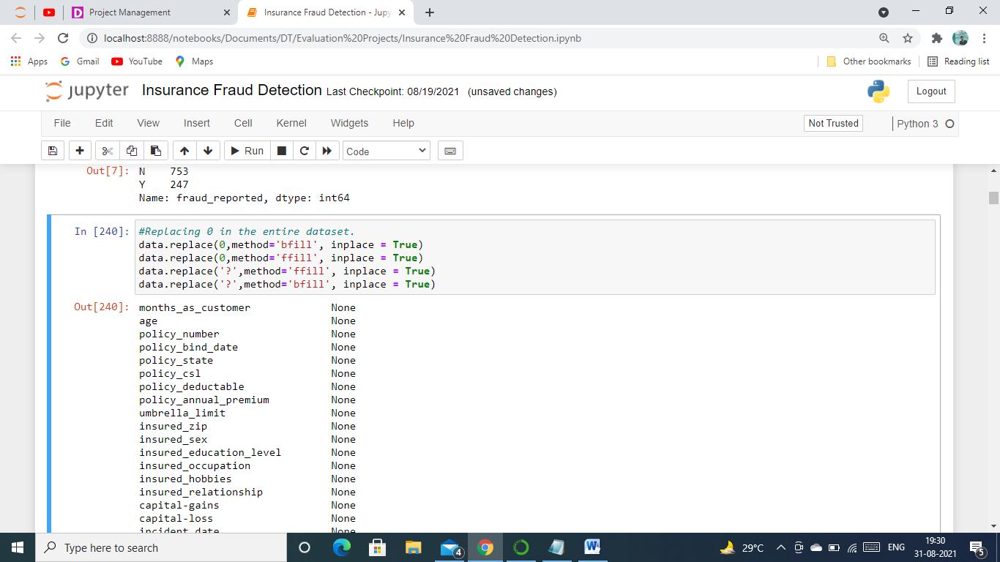 Project Management
Insurance Fraud Detection - Jupy
localhost:8888/notebooks/Documents/DT/Evaluation%20Projects/Insurance%20Fraud%20Detection.ipynb
Apps Gmail YouTube Maps Other bookmarks Reading list
jupyter Insurance Fraud Detection Last Checkpoint: 08/19/2021 (unsaved changes) Logout
File Edit View Insert Cell Kernel Widgets Help Not Trusted Python 3
Run Code
Out[7]: N 753
Y 247
Name: fraud_reported, dtype: int64
In [240]: #Replacing 0 in the entire dataset.
data.replace(0,method='bfill', inplace = True)
data.replace(0,method='ffill', inplace = True)
data.replace('?',method='ffill', inplace = True)
data.replace('?',method='bfill', inplace = True)
Out[240]: months_as_customer None
age None
policy_number None
policy_bind_date None
policy_state None
policy_csl None
policy_deductable None
policy_annual_premium None
umbrella_limit None
insured_zip None
insured_sex None
insured_education_level None
insured_occupation None
insured_hobbies None
insured_relationship None
capital-gains None
capital-loss None
incident_date None
Type here to search
4
29°C
ENG
19:30
31-08-2021
5